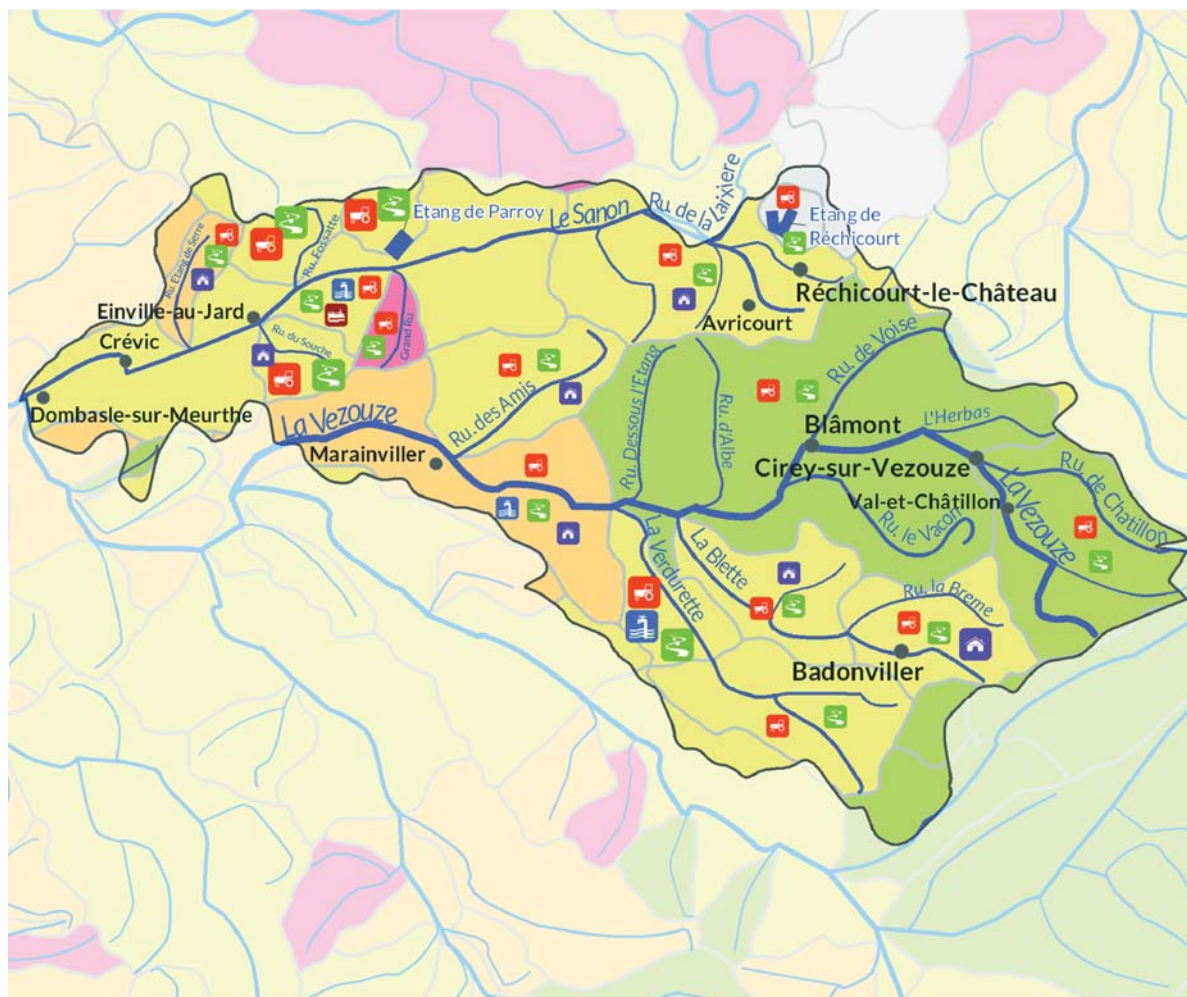 Etang de Parroy
Le Sanon
Ru. de la Laixiere
Etang de
Réchicourt
Ru. Etang de Serre
Ru. Fossatte
Réchicourt-le-Château
Einville-au-Jard
Avricourt
Crévic
Ru. du Souche
Grand Ru
Ru. de Voise
Dombasle-sur-Meurthe
La Vezouze
Ru. des Amis
Ru. Dessous l'Etang
Ru. d'Albe
L'Herbas
Blâmont
Marainviller
Cirey-sur-Vezouze
Ru. de Chatillon
Val-et-Châtillon
La Vezouze
Ru. le Vacon
La Verdurette
La Blette
Ru. la Breme
Badonviller